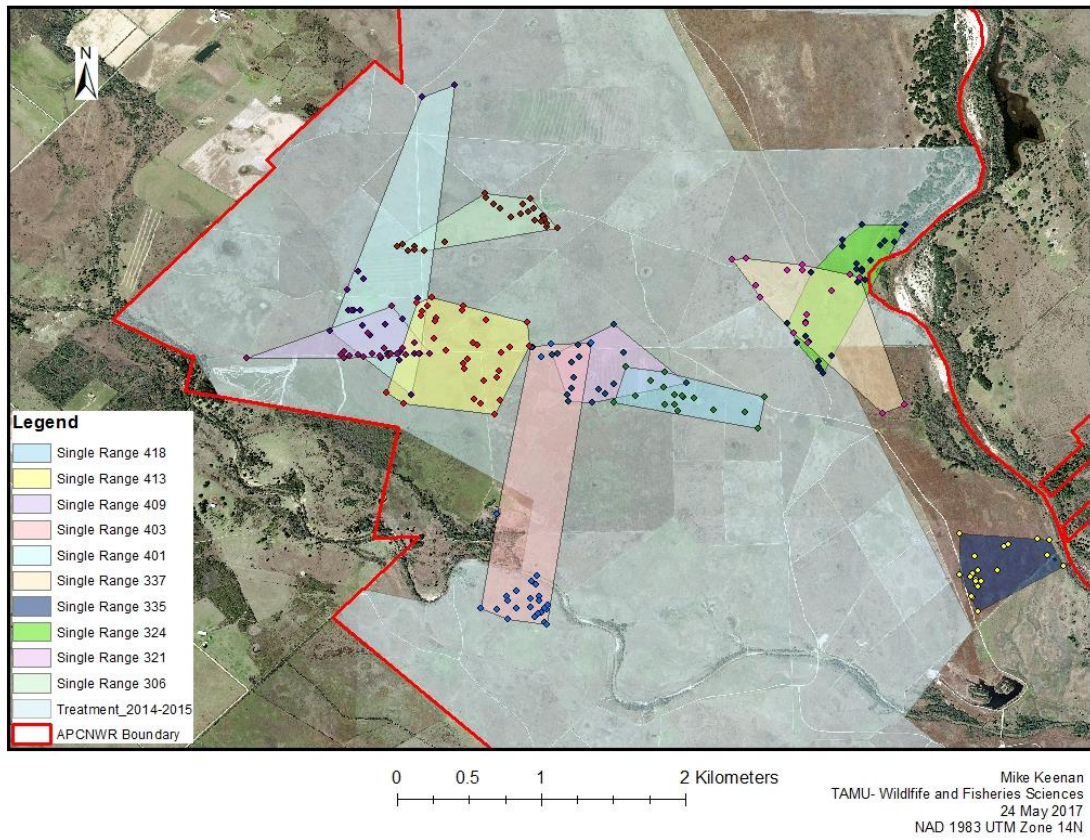 N
Legend
Single Range 418
Single Range 413
Single Range 409
Single Range 403
Single Range 401
Single Range 337
Single Range 335
Single Range 324
Single Range 321
Single Range 306
Treatment_2014-2015
APCNWR Boundary
0 0.5 1 2 Kilometers
Mike Keenan
TAMU- Wildlfife and Fisheries Sciences
24 May 2017
NAD 1983 UTM Zone 14N